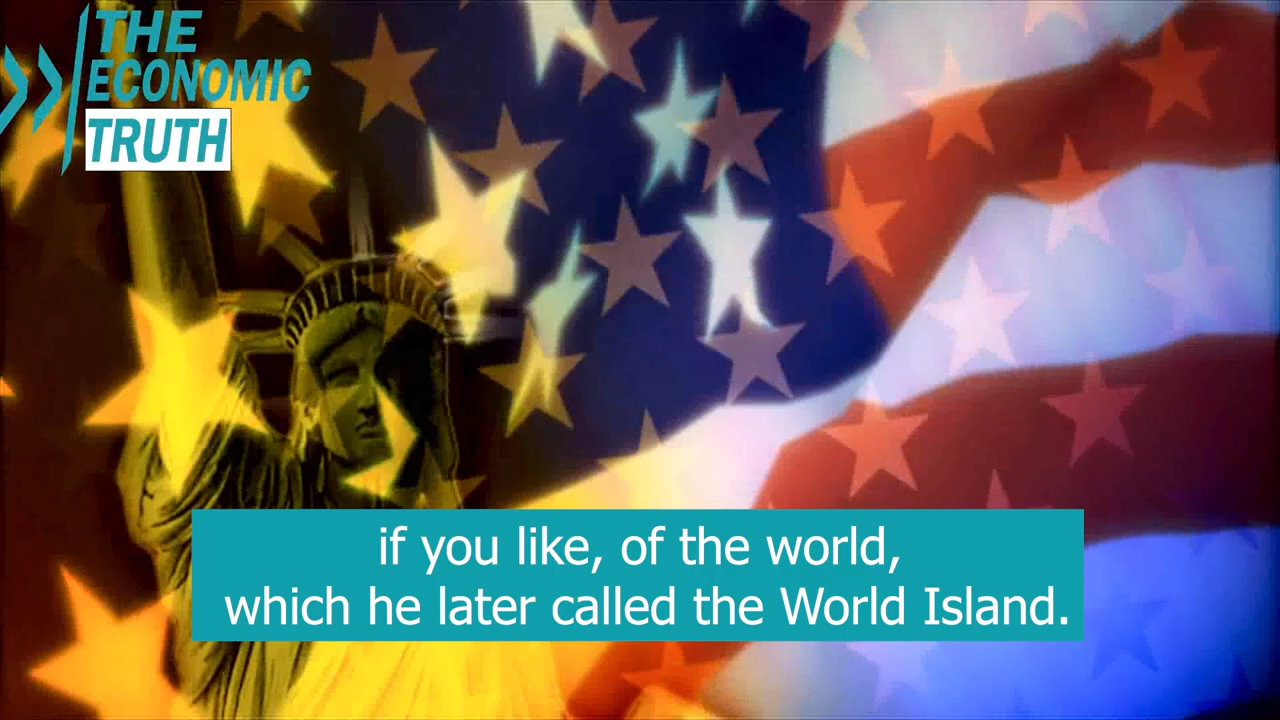 THE
ECONOMIC
TRUTH
if you like, of the world,
which he later called the World Island.